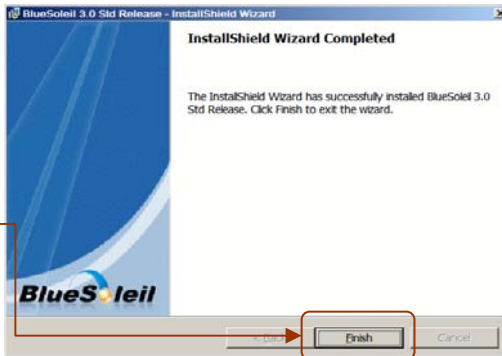 BlueSoleil 3.0 Std Release - InstallShield Wizard
InstallShield Wizard Completed
The InstallShield Wizard has successfully installed BlueSoleil 3.0
Std Release. Click Finish to exit the wizard.
BlueSoleil
< Back
Finish
Cancel